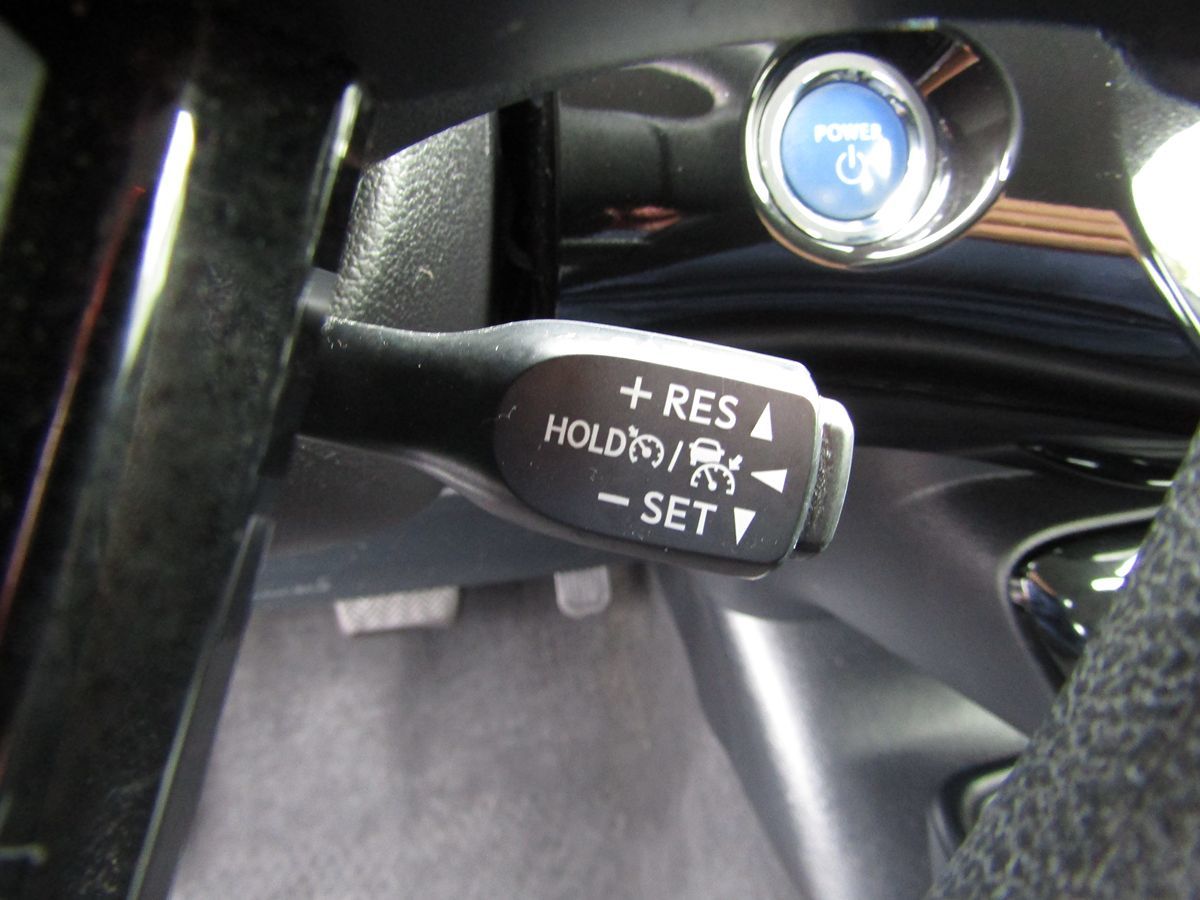 POWER
+ RES ▲
HOLD / ◀
− SET ▼